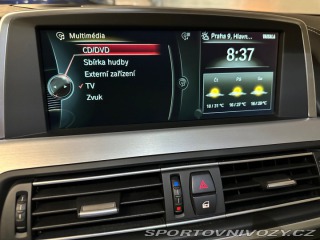 Multimédia
Praha 9, Hlavn...
CD/DVD
Sbírka hudby
Externí zařízení
TV
Zvuk
8:37
SPORTOVNIVOZY.CZ